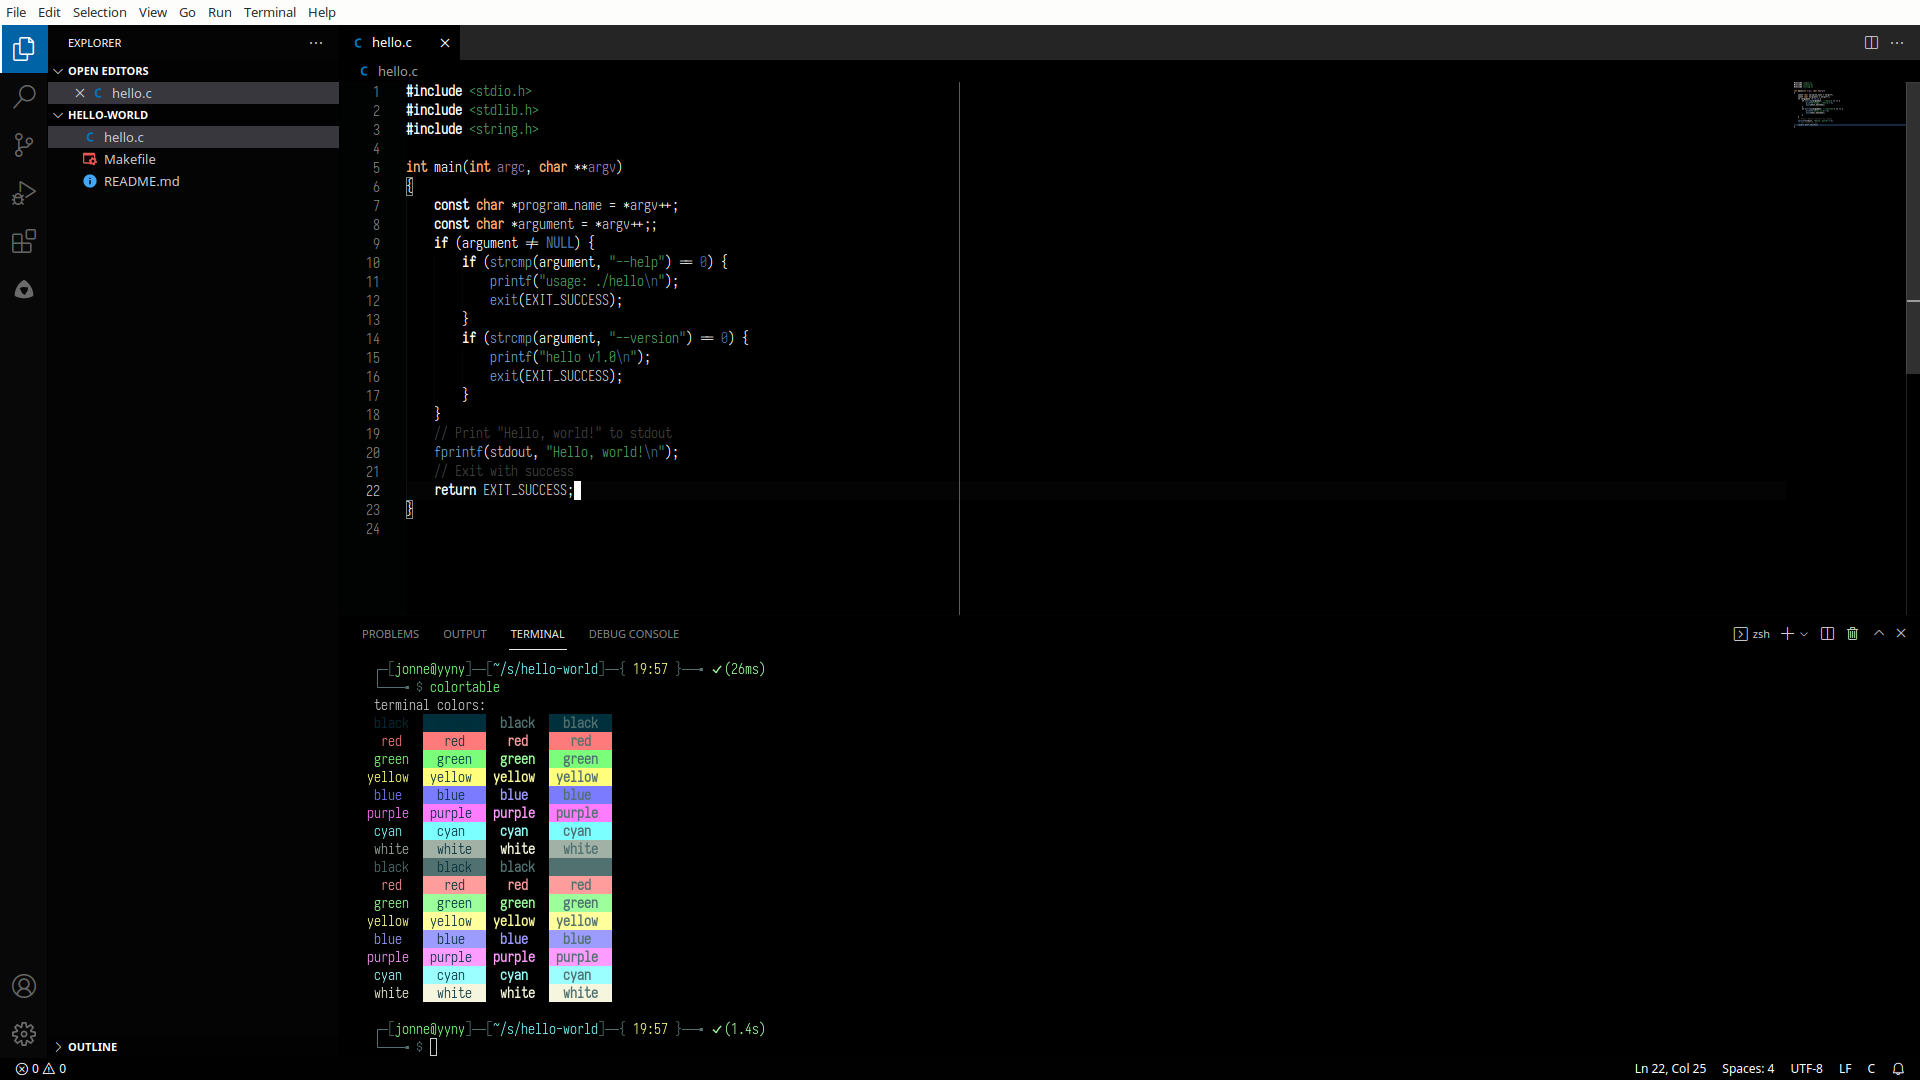 File Edit Selection View Go Run Terminal Help
EXPLORER
OPEN EDITORS
hello.c
HELLO-WORLD
hello.c
Makefile
README.md
OUTLINE
hello.c
hello.c
1 #include <stdio.h>
2 #include <stdlib.h>
3 #include <string.h>
4
5 int main(int argc, char **argv)
6 {
7     const char *program_name = *argv++;
8     const char *argument = *argv++;;
9     if (argument ≠ NULL) {
10         if (strcmp(argument, "--help") == 0) {
11             printf("usage: ./hello\n");
12             exit(EXIT_SUCCESS);
13         }
14         if (strcmp(argument, "--version") == 0) {
15             printf("hello v1.0\n");
16             exit(EXIT_SUCCESS);
17         }
18     }
19     // Print "Hello, world!" to stdout
20     fprintf(stdout, "Hello, world!\n");
21     // Exit with success
22     return EXIT_SUCCESS;
23 }
24
PROBLEMS OUTPUT TERMINAL DEBUG CONSOLE
zsh
┌─[jonne@yyny]──[~/s/hello-world]──{ 19:57 }──╼ ✓(26ms)
└───╼ $ colortable
terminal colors:
black black black
red red red red
green green green green
yellow yellow yellow yellow
blue blue blue blue
purple purple purple purple
cyan cyan cyan cyan
white white white white
black black black
red red red red
green green green green
yellow yellow yellow yellow
blue blue blue blue
purple purple purple purple
cyan cyan cyan cyan
white white white white
┌─[jonne@yyny]──[~/s/hello-world]──{ 19:57 }──╼ ✓(1.4s)
└───╼ $
0 0
Ln 22, Col 25 Spaces: 4 UTF-8 LF C